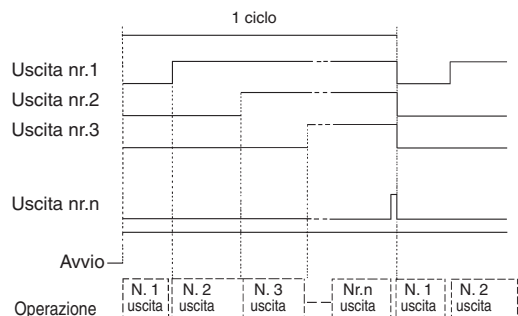 1 ciclo
Uscita nr.1
Uscita nr.2
Uscita nr.3
Uscita nr.n
Avvio
Operazione
N. 1 uscita
N. 2 uscita
N. 3 uscita
Nr.n uscita
N. 1 uscita
N. 2 uscita